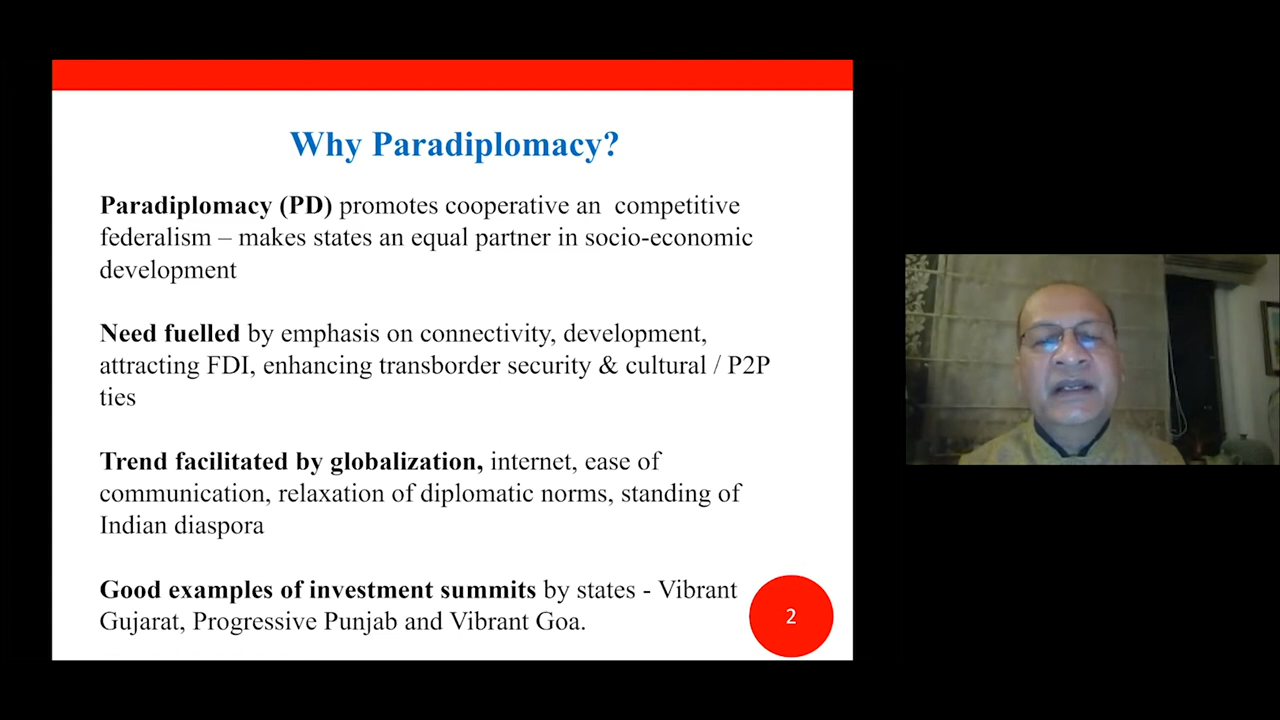 Why Paradiplomacy?
Paradiplomacy (PD) promotes cooperative an  competitive
federalism – makes states an equal partner in socio-economic
development
Need fuelled by emphasis on connectivity, development,
attracting FDI, enhancing transborder security & cultural / P2P
ties
Trend facilitated by globalization, internet, ease of
communication, relaxation of diplomatic norms, standing of
Indian diaspora
Good examples of investment summits by states - Vibrant
Gujarat, Progressive Punjab and Vibrant Goa.
2